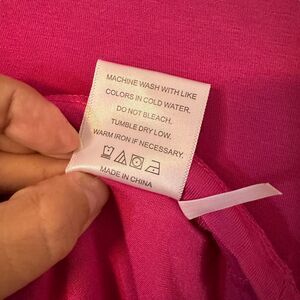 MACHINE WASH WITH LIKE
COLORS IN COLD WATER.
DO NOT BLEACH.
TUMBLE DRY LOW.
WARM IRON IF NECESSARY.
MADE IN CHINA